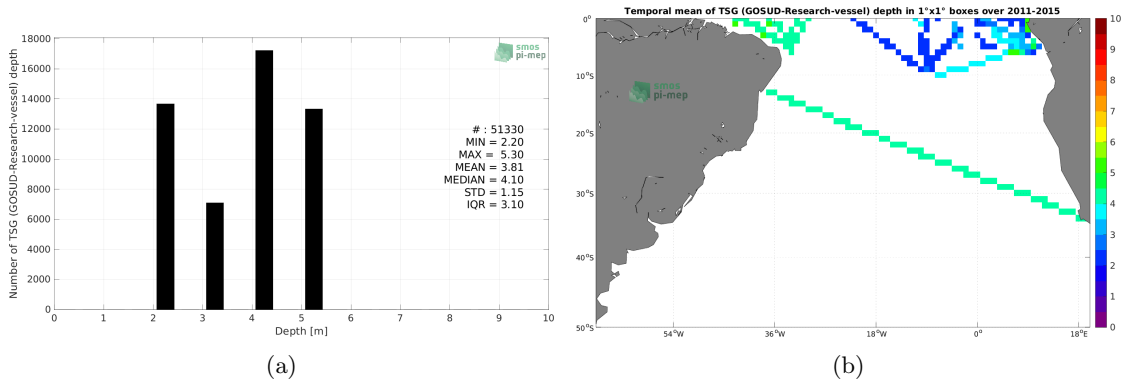 smos
pi-mep
Number of TSG (GOSUD-Research-vessel) depth
18000
16000
14000
12000
10000
8000
6000
4000
2000
0
# : 51330
MIN = 2.20
MAX = 5.30
MEAN = 3.81
MEDIAN = 4.10
STD = 1.15
IQR = 3.10
0 1 2 3 4 5 6 7 8 9 10
Depth [m]
(a)
Temporal mean of TSG (GOSUD-Research-vessel) depth in 1°x1° boxes over 2011-2015
smos
pi-mep
0°
10°S
20°S
30°S
40°S
50°S
54°W 36°W 18°W 0° 18°E
10
9
8
7
6
5
4
3
2
1
0
(b)